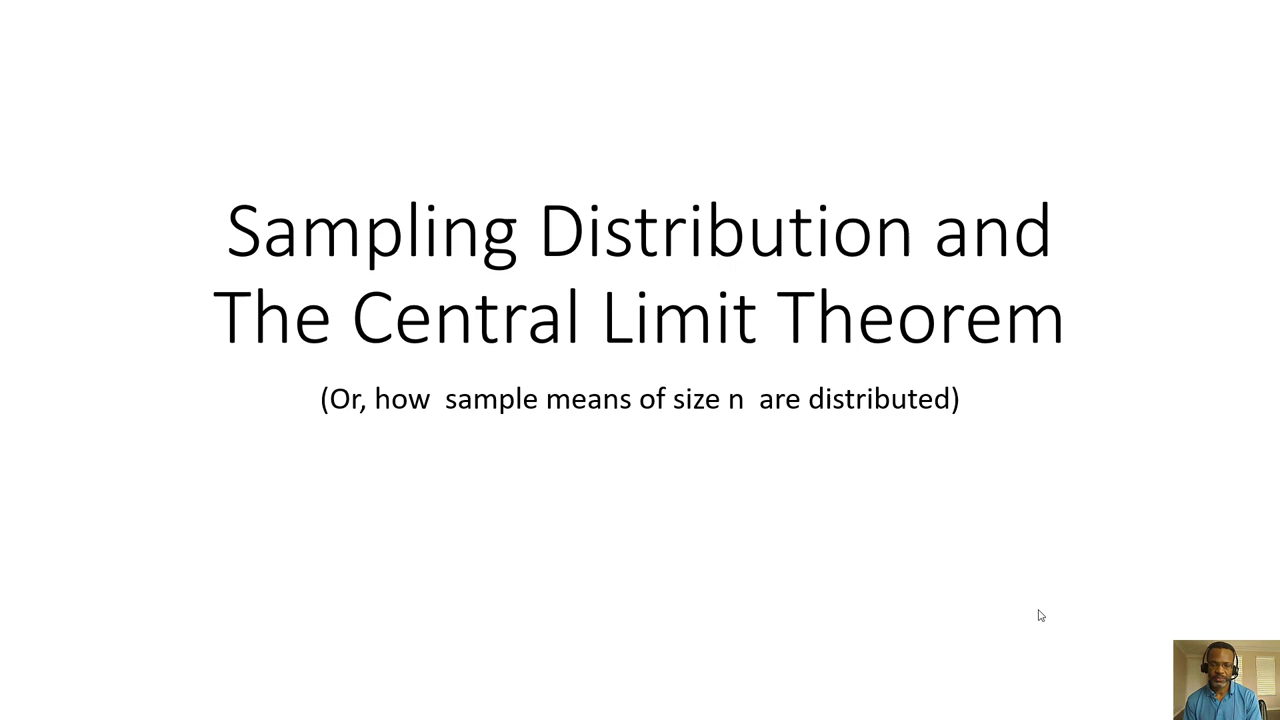 Sampling Distribution and
The Central Limit Theorem
(Or, how sample means of size n are distributed)